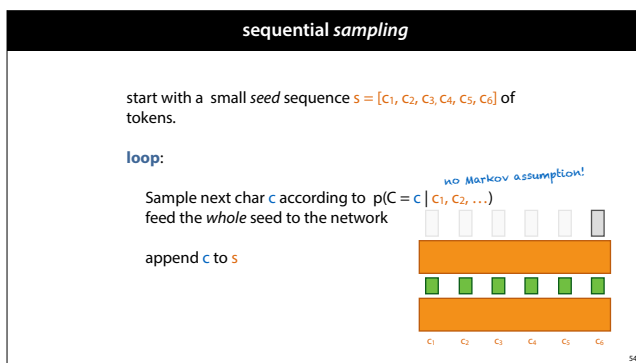 sequential sampling
start with a small seed sequence s = [c₁, c₂, c₃, c₄, c₅, c₆] of
tokens.
loop:
no Markov assumption!
Sample next char c according to p(C = c | c₁, c₂, …)
feed the whole seed to the network
append c to s
c₁ c₂ c₃ c₄ c₅ c₆